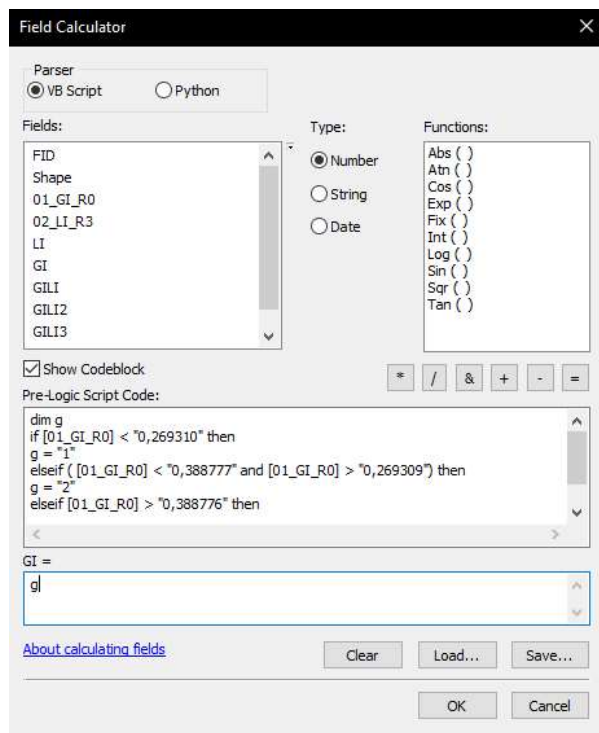 Field Calculator
Parser
VB Script Python
Fields:
FID
Shape
01_GI_R0
02_LI_R3
LI
GI
GILI
GILI2
GILI3
Type:
Number
String
Date
Functions:
Abs ( )
Atn ( )
Cos ( )
Exp ( )
Fix ( )
Int ( )
Log ( )
Sin ( )
Sqr ( )
Tan ( )
Show Codeblock
* / & + - =
Pre-Logic Script Code:
dim g
if [01_GI_R0] < "0,269310" then
g = "1"
elseif ( [01_GI_R0] < "0,388777" and [01_GI_R0] > "0,269309") then
g = "2"
elseif [01_GI_R0] > "0,388776" then
GI =
g
About calculating fields
Clear Load... Save...
OK Cancel